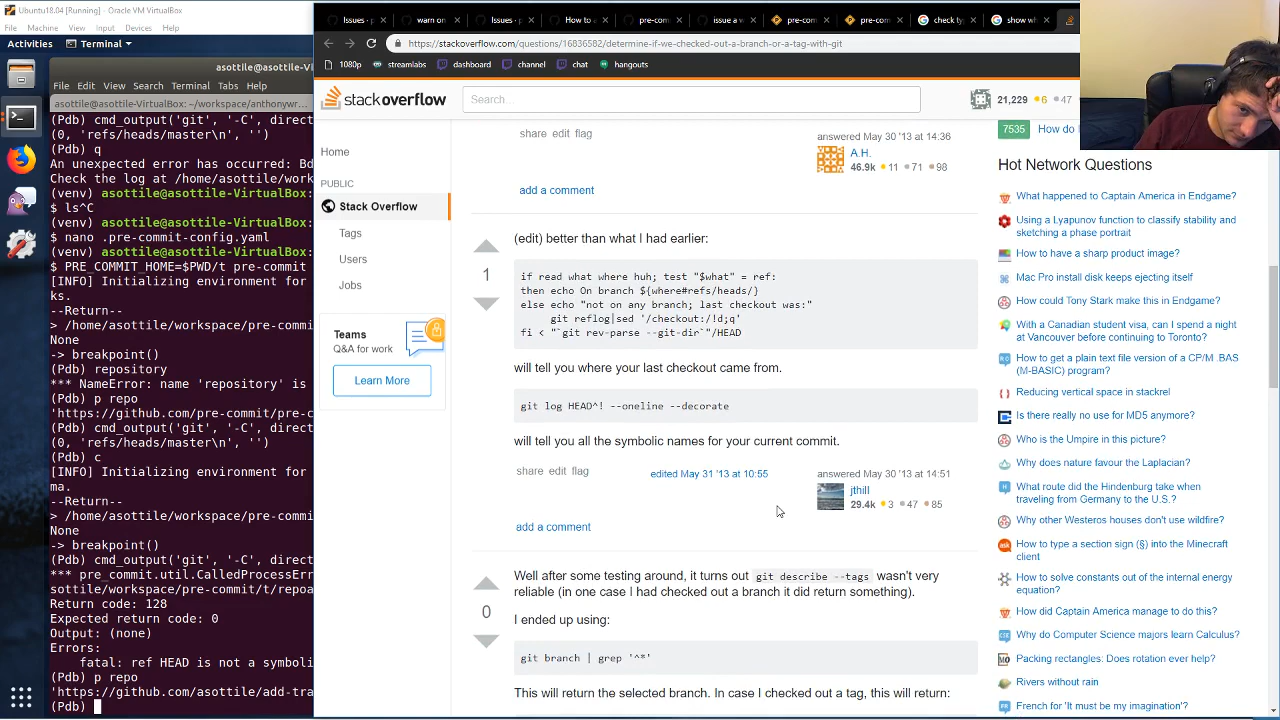 Ubuntu18.04 [Running] - Oracle VM VirtualBox
File Machine View Input Devices Help
Activities
Terminal
asottile@asottile-VirtualBox:
File Edit View Search Terminal Tabs Help
asottile@asottile-VirtualBox: ~/workspace/anthonywr...
(Pdb) cmd_output('git', '-C', direct
(0, 'refs/heads/master\n', '')
(Pdb) q
An unexpected error has occurred: Bd
Check the log at /home/asottile/work
(venv) asottile@asottile-VirtualBox:
$ ls^C
(venv) asottile@asottile-VirtualBox:
$ nano .pre-commit-config.yaml
(venv) asottile@asottile-VirtualBox:
$ PRE_COMMIT_HOME=$PWD/t pre-commit
[INFO] Initializing environment for
ks.
--Return--
> /home/asottile/workspace/pre-commi
None
-> breakpoint()
(Pdb) repository
*** NameError: name 'repository' is
(Pdb) p repo
'https://github.com/pre-commit/pre-c
(Pdb) cmd_output('git', '-C', direct
(0, 'refs/heads/master\n', '')
(Pdb) c
[INFO] Initializing environment for
ma.
--Return--
> /home/asottile/workspace/pre-commi
None
-> breakpoint()
(Pdb) cmd_output('git', '-C', direct
*** pre_commit.util.CalledProcessErr
sottile/workspace/pre-commit/t/repoa
Return code: 128
Expected return code: 0
Output: (none)
Errors:
fatal: ref HEAD is not a symboli
(Pdb) p repo
'https://github.com/asottile/add-tra
(Pdb)
Issues · p
warn on
Issues · p
How to a
pre-com
issue a w
pre-com
pre-com
check ty
show wh
https://stackoverflow.com/questions/16836582/determine-if-we-checked-out-a-branch-or-a-tag-with-git
1080p streamlabs dashboard channel chat hangouts
stackoverflow
Search...
21,229 6 47
Home
PUBLIC
Stack Overflow
Tags
Users
Jobs
Teams
Q&A for work
Learn More
share edit flag
answered May 30 '13 at 14:36
A.H.
46.9k 11 71 98
add a comment
1
(edit) better than what I had earlier:
if read what where huh; test "$what" = ref:
then echo On branch ${where#refs/heads/}
else echo "not on any branch; last checkout was:"
git reflog|sed '/checkout:/!d;q'
fi < "`git rev-parse --git-dir`"/HEAD
will tell you where your last checkout came from.
git log HEAD^! --oneline --decorate
will tell you all the symbolic names for your current commit.
share edit flag
edited May 31 '13 at 10:55
answered May 30 '13 at 14:51
jthill
29.4k 3 47 85
add a comment
0
Well after some testing around, it turns out git describe --tags wasn't very
reliable (in one case I had checked out a branch it did return something).
I ended up using:
git branch | grep '^*'
This will return the selected branch. In case I checked out a tag, this will return:
7535 How do
Hot Network Questions
What happened to Captain America in Endgame?
Using a Lyapunov function to classify stability and
sketching a phase portrait
How to have a sharp product image?
Mac Pro install disk keeps ejecting itself
How could Tony Stark make this in Endgame?
With a Canadian student visa, can I spend a night
at Vancouver before continuing to Toronto?
How to get a plain text file version of a CP/M .BAS
(M-BASIC) program?
Reducing vertical space in stackrel
Is there really no use for MD5 anymore?
Who is the Umpire in this picture?
Why does nature favour the Laplacian?
What route did the Hindenburg take when
traveling from Germany to the U.S.?
Why other Westeros houses don't use wildfire?
How to type a section sign (§) into the Minecraft
client
How to solve constants out of the internal energy
equation?
How did Captain America manage to do this?
Why do Computer Science majors learn Calculus?
Packing rectangles: Does rotation ever help?
Rivers without rain
French for 'It must be my imagination'?